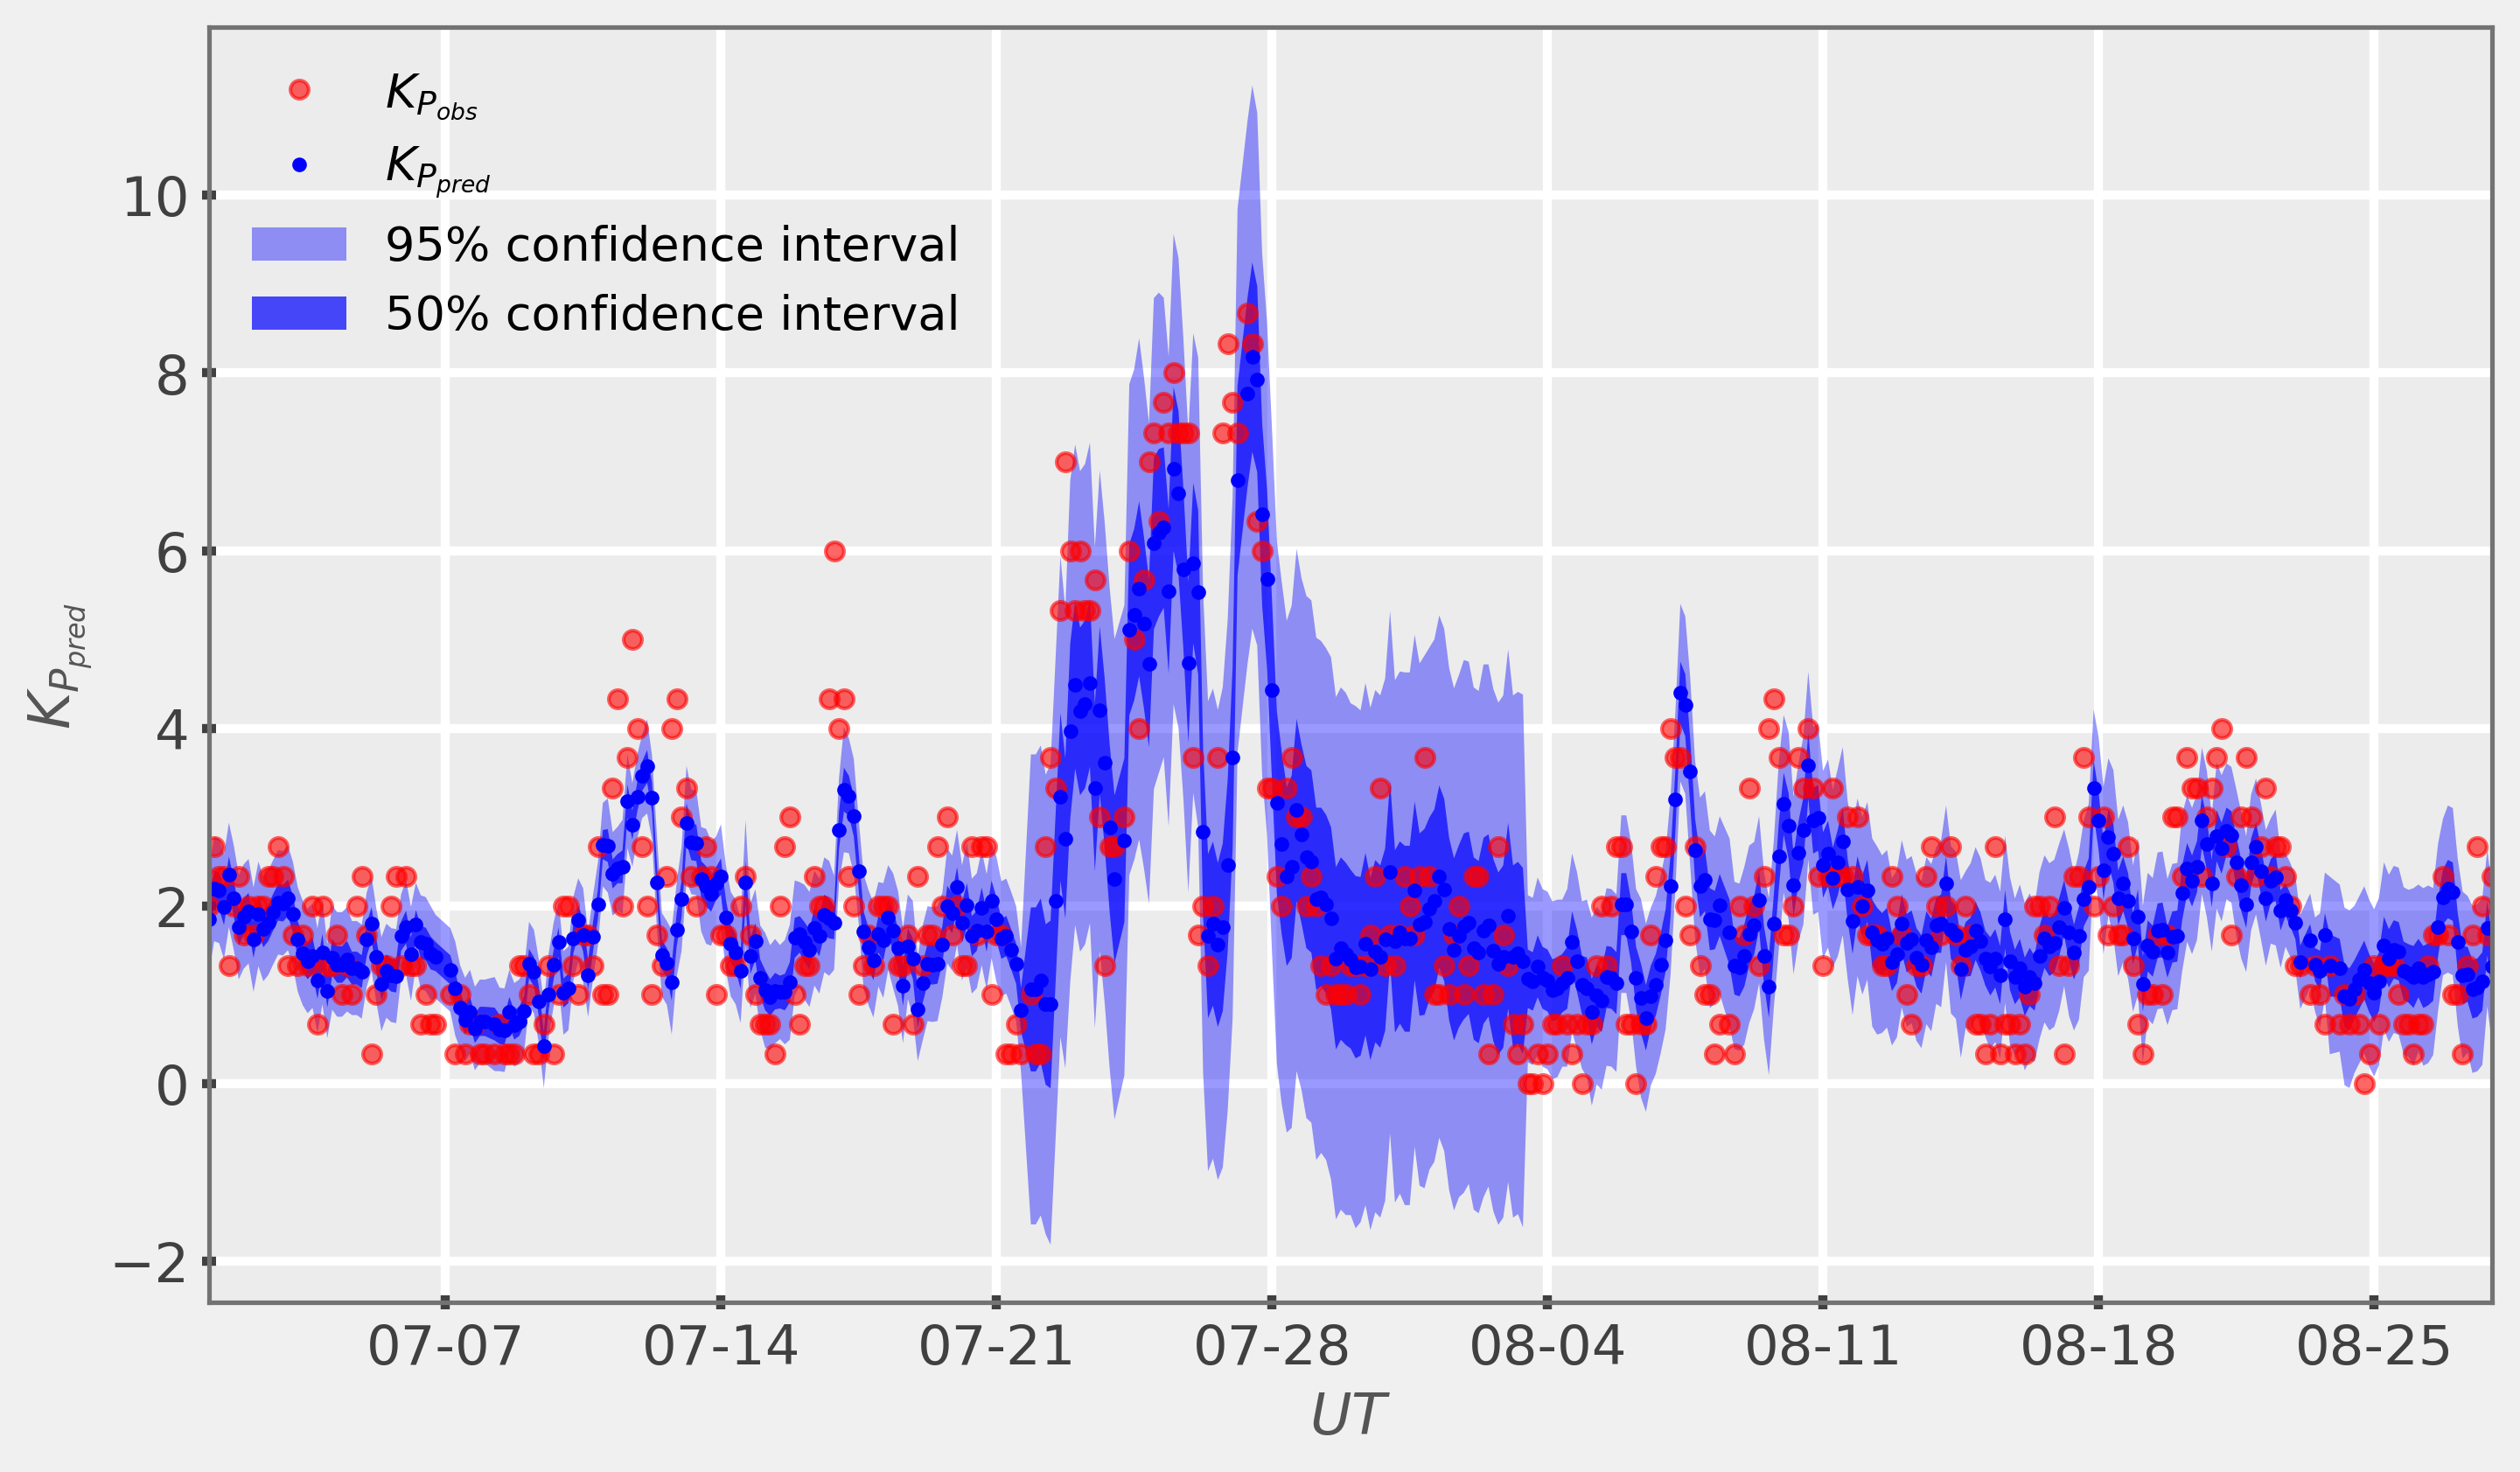 K_{P_{obs}}
K_{P_{pred}}
95% confidence interval
50% confidence interval
10
8
6
4
2
0
−2
K_{P_{pred}}
07-07 07-14 07-21 07-28 08-04 08-11 08-18 08-25
UT